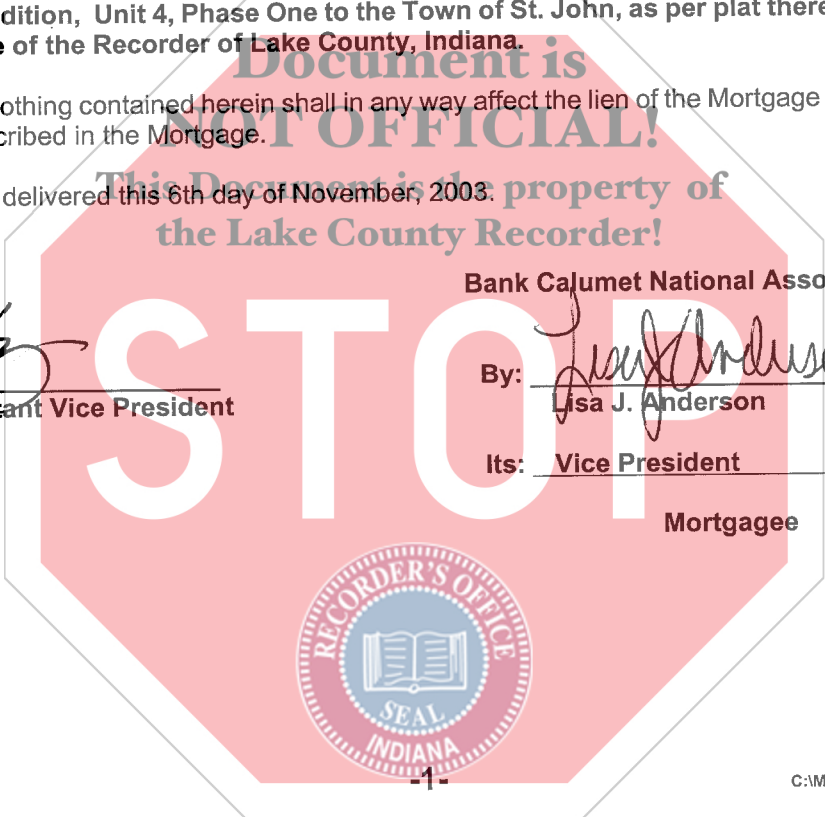 dition, Unit 4, Phase One to the Town of St. John, as per plat there
e of the Recorder of Lake County, Indiana.
Document is
othing contained herein shall in any way affect the lien of the Mortgage
NOT OFFICIAL!
cribed in the Mortgage.
This Document is the property of
delivered this 6th day of November, 2003.
the Lake County Recorder!
Bank Calumet National Asso
STOP
By: Lisa J Anderso
ant Vice President
Lisa J. Anderson
Its: Vice President
Mortgagee
RECORDER'S OFFICE
SEAL
INDIANA
-1-
C:\M